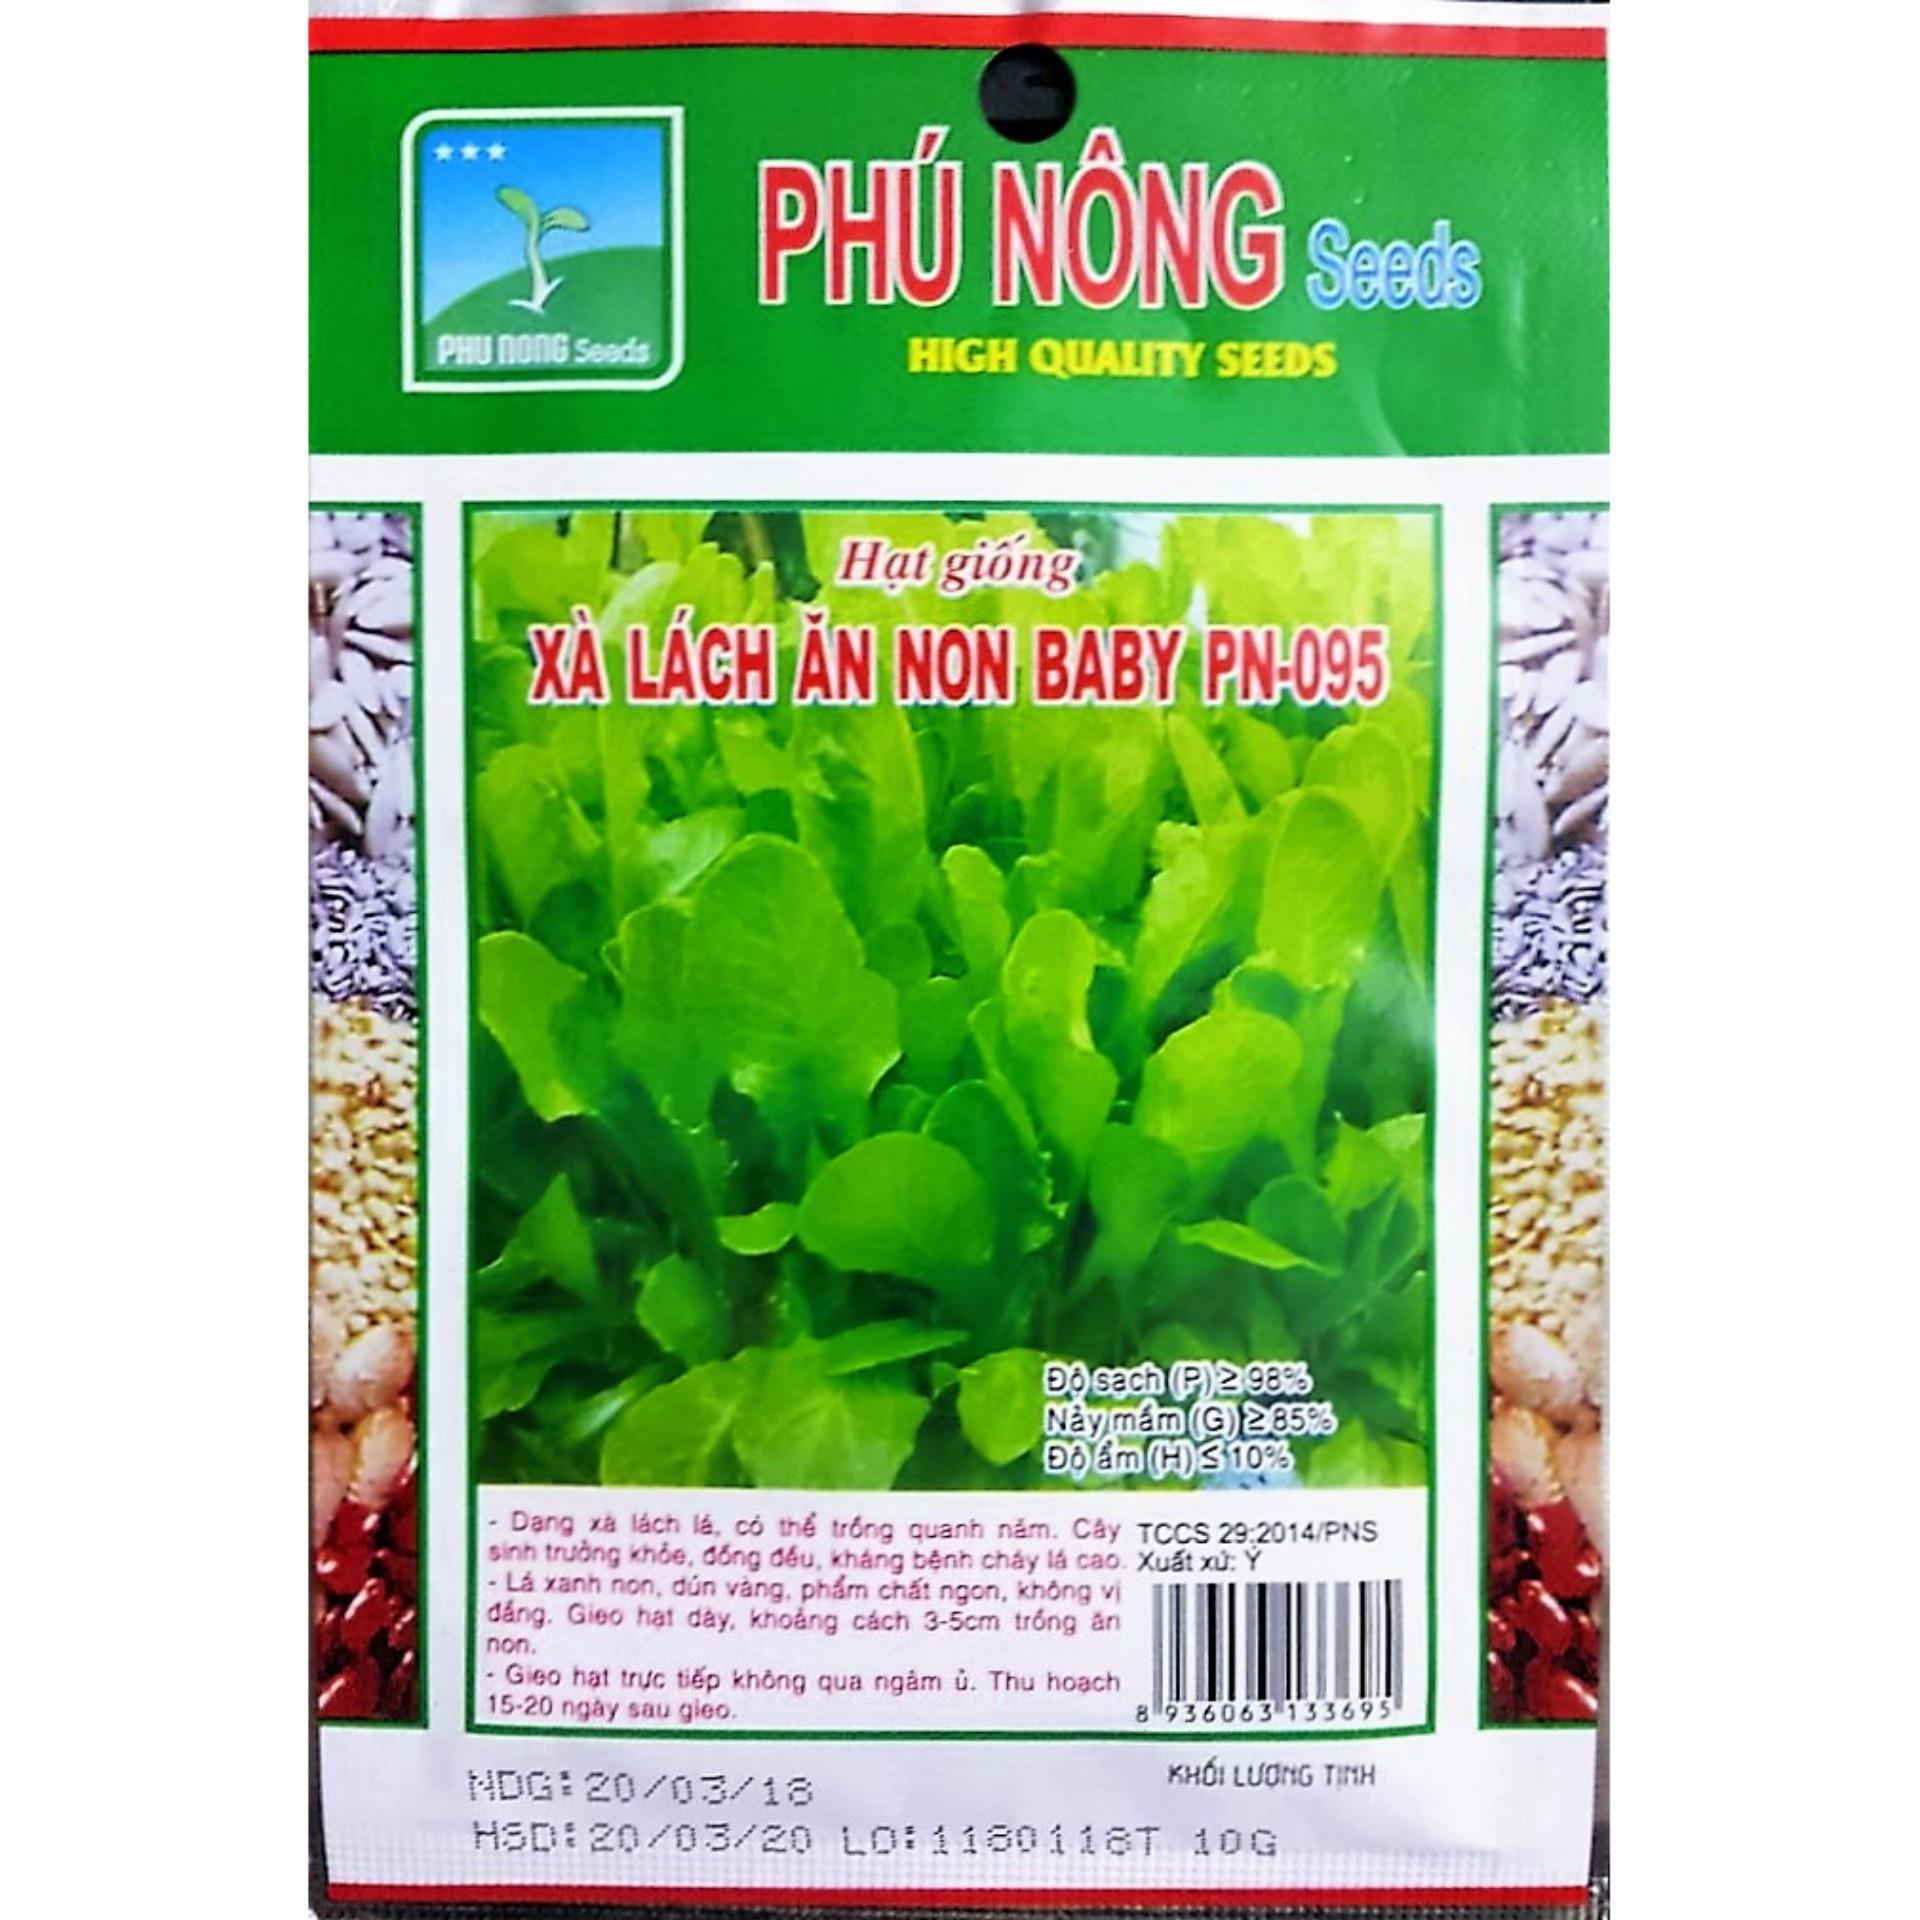 PHÚ NÔNG Seeds
HIGH QUALITY SEEDS
PHU NONG Seeds
Hạt giống
XÀ LÁCH ĂN NON BABY PN-095
Độ sạch (P) ≥ 98%
Nảy mầm (G) ≥ 85%
Độ ẩm (H) ≤ 10%
- Dạng xà lách lá, có thể trồng quanh năm. Cây
sinh trưởng khỏe, đồng đều, kháng bệnh cháy lá cao.
- Lá xanh non, dún vàng, phẩm chất ngon, không vị
đắng. Gieo hạt dày, khoảng cách 3-5cm trồng ăn
non.
- Gieo hạt trực tiếp không qua ngâm ủ. Thu hoạch
15-20 ngày sau gieo.
TCCS 29:2014/PNS
Xuất xứ: Ý
8 936063 133695
KHỐI LƯỢNG TỊNH
NDG: 20/03/18
HSD: 20/03/20 LO: 1180118T 10G